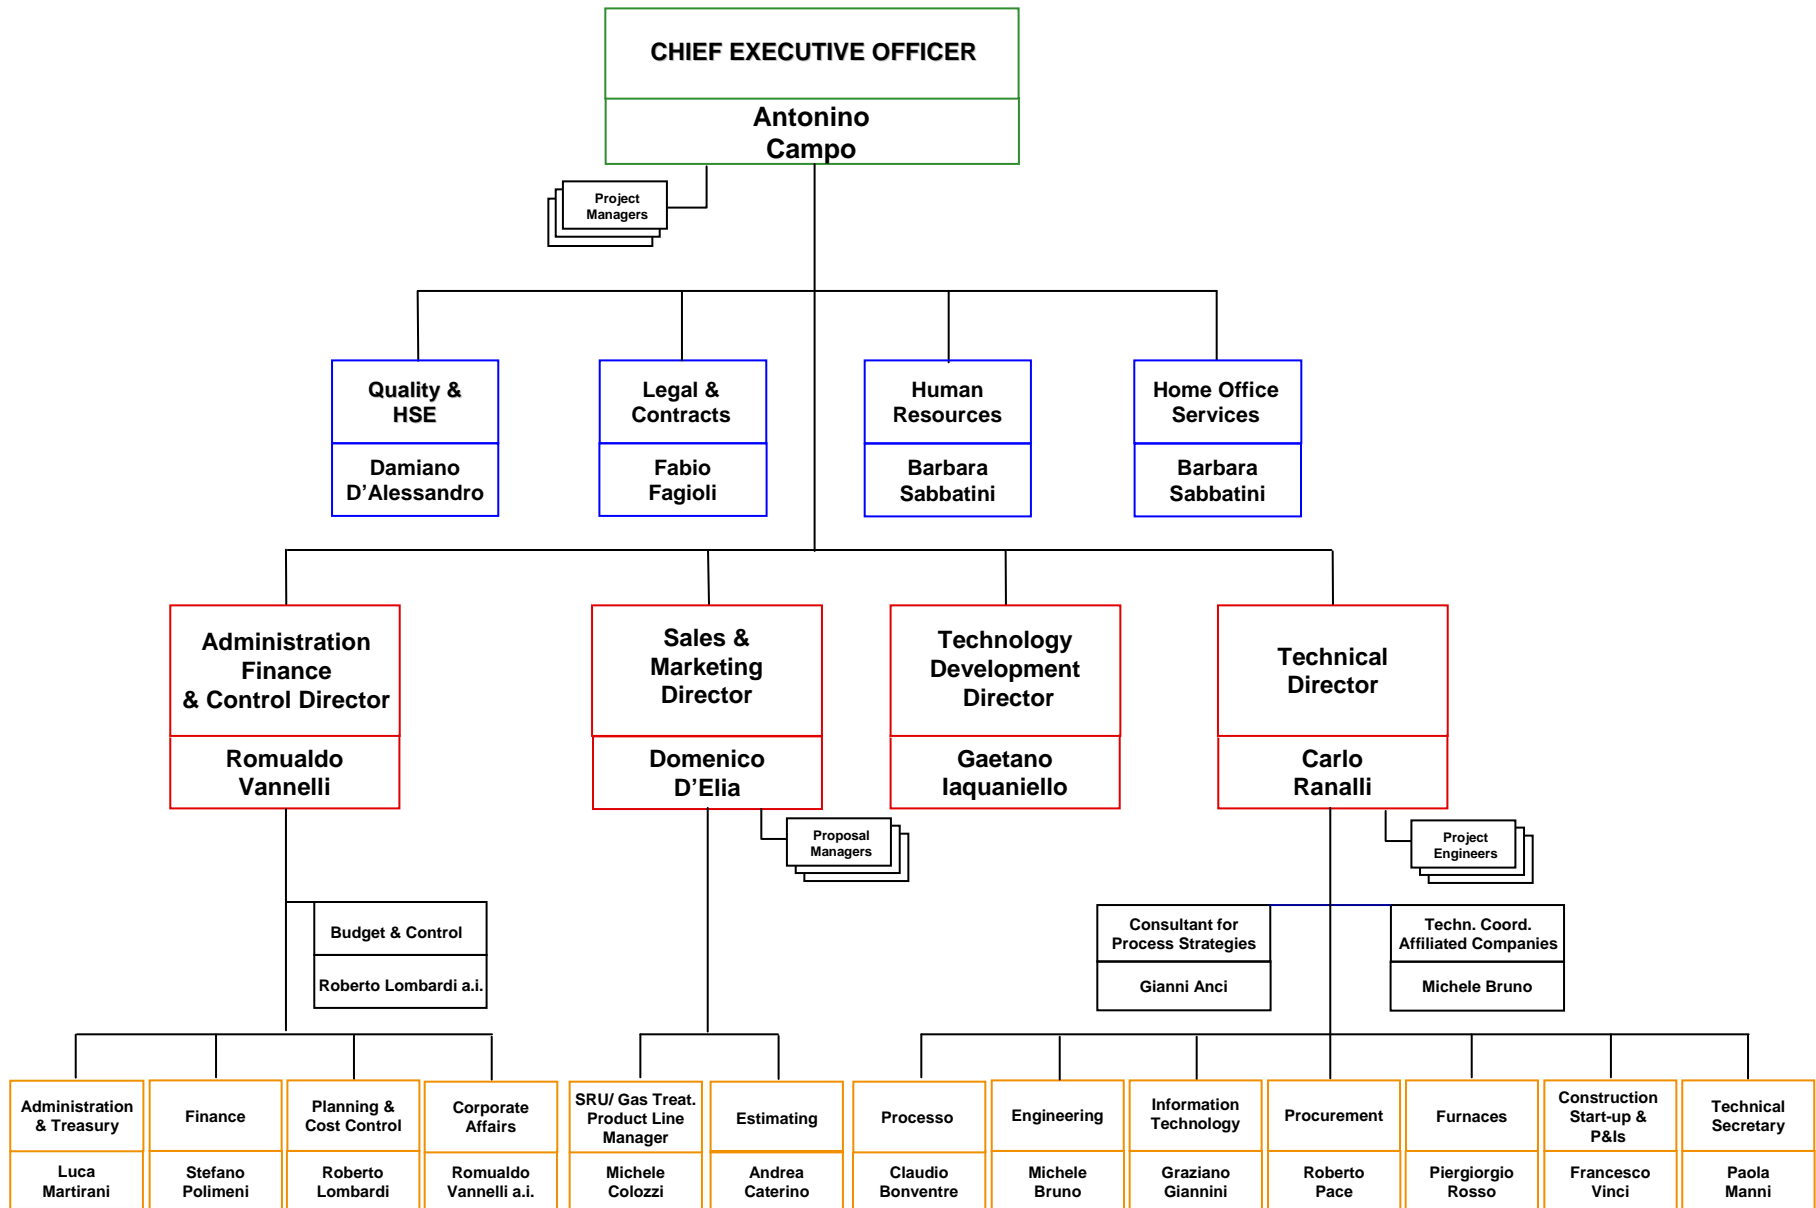 CHIEF EXECUTIVE OFFICER
Antonino
Campo
Project
Managers
Quality &
HSE
Damiano
D’Alessandro
Legal &
Contracts
Fabio
Fagioli
Human
Resources
Barbara
Sabbatini
Home Office
Services
Barbara
Sabbatini
Administration
Finance
& Control Director
Romualdo
Vannelli
Sales &
Marketing
Director
Domenico
D’Elia
Technology
Development
Director
Gaetano
Iaquaniello
Technical
Director
Carlo
Ranalli
Proposal
Managers
Project
Engineers
Budget & Control
Roberto Lombardi a.i.
Consultant for
Process Strategies
Gianni Anci
Techn. Coord.
Affiliated Companies
Michele Bruno
Administration
& Treasury
Luca
Martirani
Finance
Stefano
Polimeni
Planning &
Cost Control
Roberto
Lombardi
Corporate
Affairs
Romualdo
Vannelli a.i.
SRU/ Gas Treat.
Product Line
Manager
Michele
Colozzi
Estimating
Andrea
Caterino
Processo
Claudio
Bonventre
Engineering
Michele
Bruno
Information
Technology
Graziano
Giannini
Procurement
Roberto
Pace
Furnaces
Piergiorgio
Rosso
Construction
Start-up &
P&Is
Francesco
Vinci
Technical
Secretary
Paola
Manni